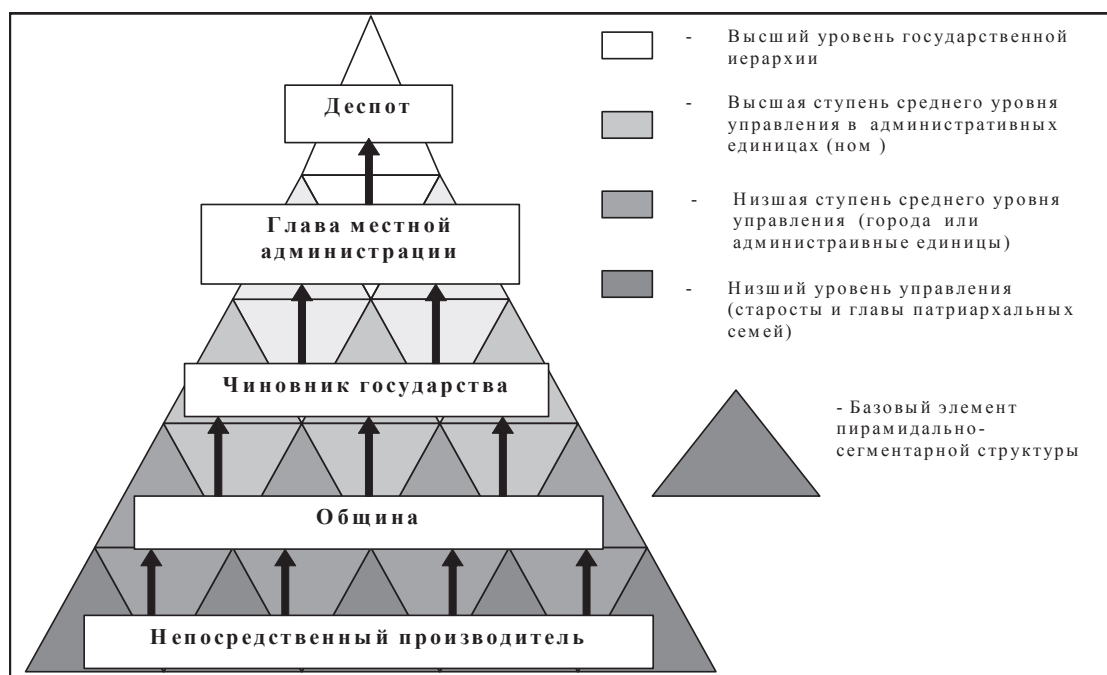 Деспот
Глава местной
администрации
Чиновник государства
Община
Непосредственный производитель
- Высший уровень государственной
иерархии
- Высшая ступень среднего уровня
управления в административных
единицах (ном )
- Низшая ступень среднего уровня
управления (города или
администраивные единицы)
- Низший уровень управления
(старосты и главы патриархальных
семей)
- Базовый элемент
пирамидально-
сегментарной структуры